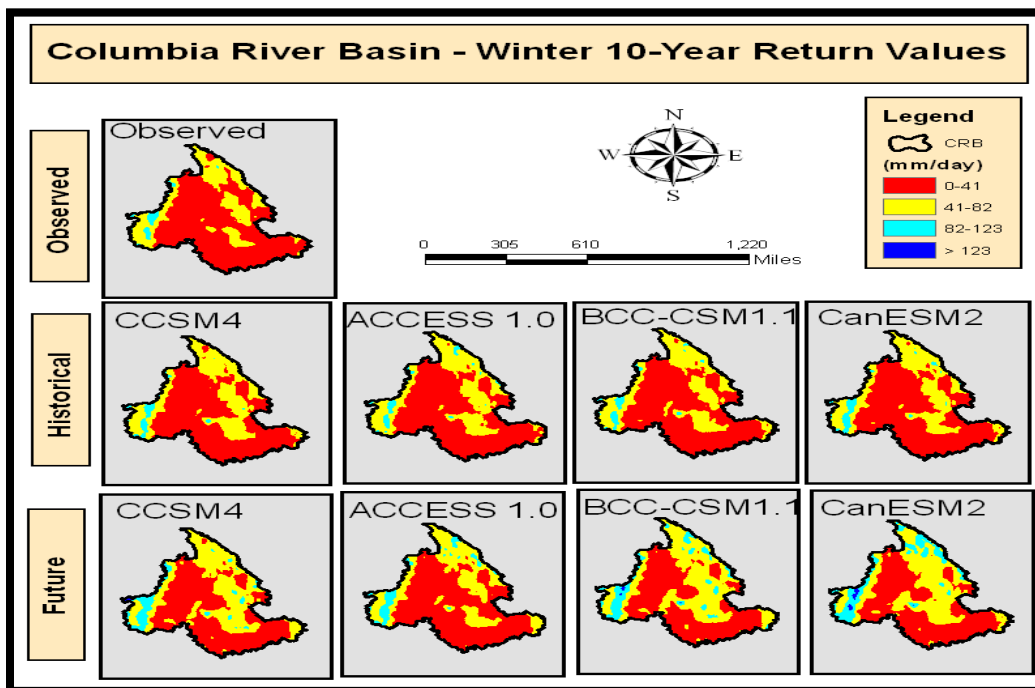 Columbia River Basin - Winter 10-Year Return Values
Observed
Observed
N
W
E
S
0
305
610
1,220
Miles
Legend
CRB
(mm/day)
0-41
41-82
82-123
> 123
Historical
CCSM4
ACCESS 1.0
BCC-CSM1.1
CanESM2
Future
CCSM4
ACCESS 1.0
BCC-CSM1.1
CanESM2